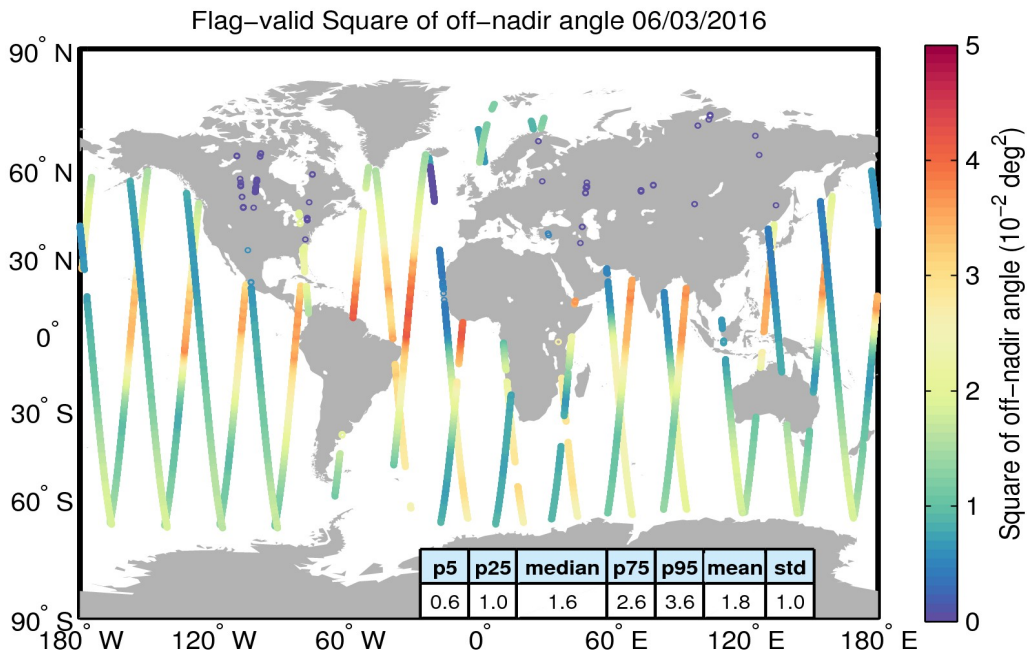 Flag−valid Square of off−nadir angle 06/03/2016
90° N
60° N
30° N
0°
30° S
60° S
90° S
180° W
120° W
60° W
0°
60° E
120° E
180° E
p5 p25 median p75 p95 mean std
0.6 1.0 1.6 2.6 3.6 1.8 1.0
5
4
3
2
1
0
Square of off−nadir angle (10⁻² deg²)